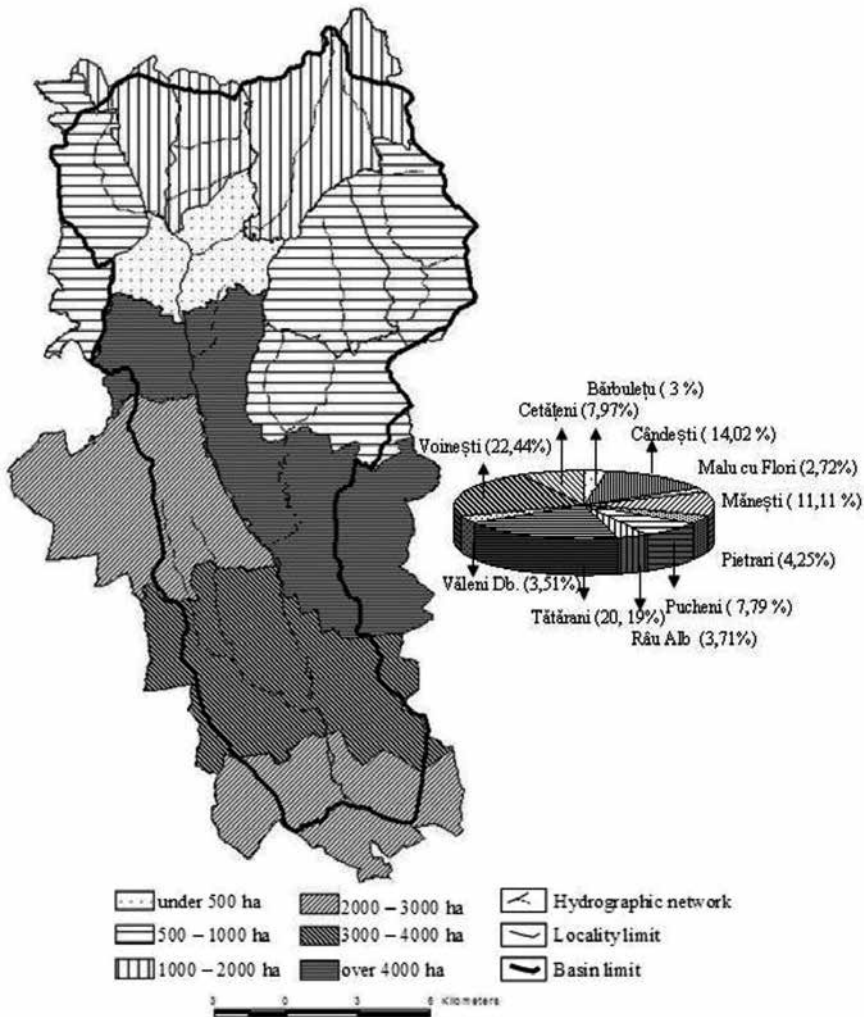 Bărbulețu ( 3 %)
Cetățeni (7,97%)
Cândești ( 14,02 %)
Voinești (22,44%)
Malu cu Flori (2,72%)
Mănești ( 11,11 %)
Pietrari (4,25%)
Văleni Db. (3,51%)
Pucheni ( 7,79 %)
Tătărani (20, 19%)
Râu Alb (3,71%)
under 500 ha
2000 – 3000 ha
Hydrographic network
500 – 1000 ha
3000 – 4000 ha
Locality limit
1000 – 2000 ha
over 4000 ha
Basin limit
3 0 3 6 Kilometers